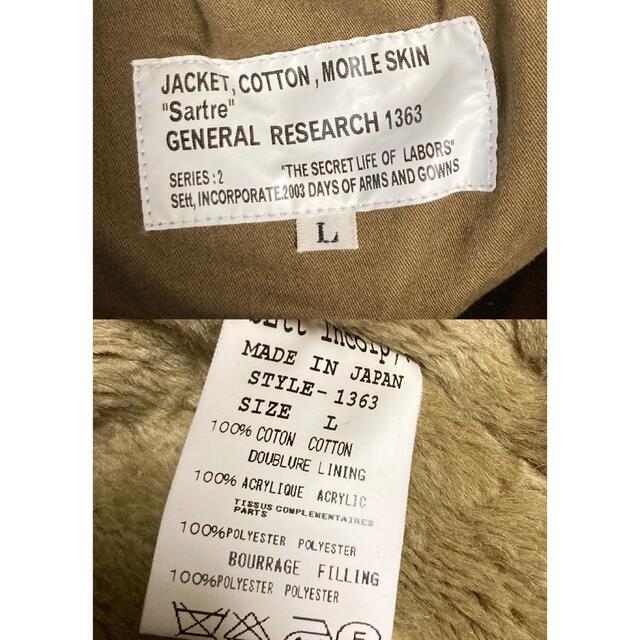 JACKET, COTTON, MORLE SKIN
"Sartre"
GENERAL RESEARCH 1363
SERIES : 2 "THE SECRET LIFE OF LABORS"
SEtt, INCORPORATE.2003 DAYS OF ARMS AND GOWNS
L
SEtt incorp/
MADE IN JAPAN
STYLE- 1363
SIZE L
100% COTON COTTON
DOUBLURE LINING
100% ACRYLIQUE ACRYLIC
TISSUS COMPLEMENTAIRES
PARTS
100%POLYESTER POLYESTER
BOURRAGE FILLING
100%POLYESTER POLYESTER